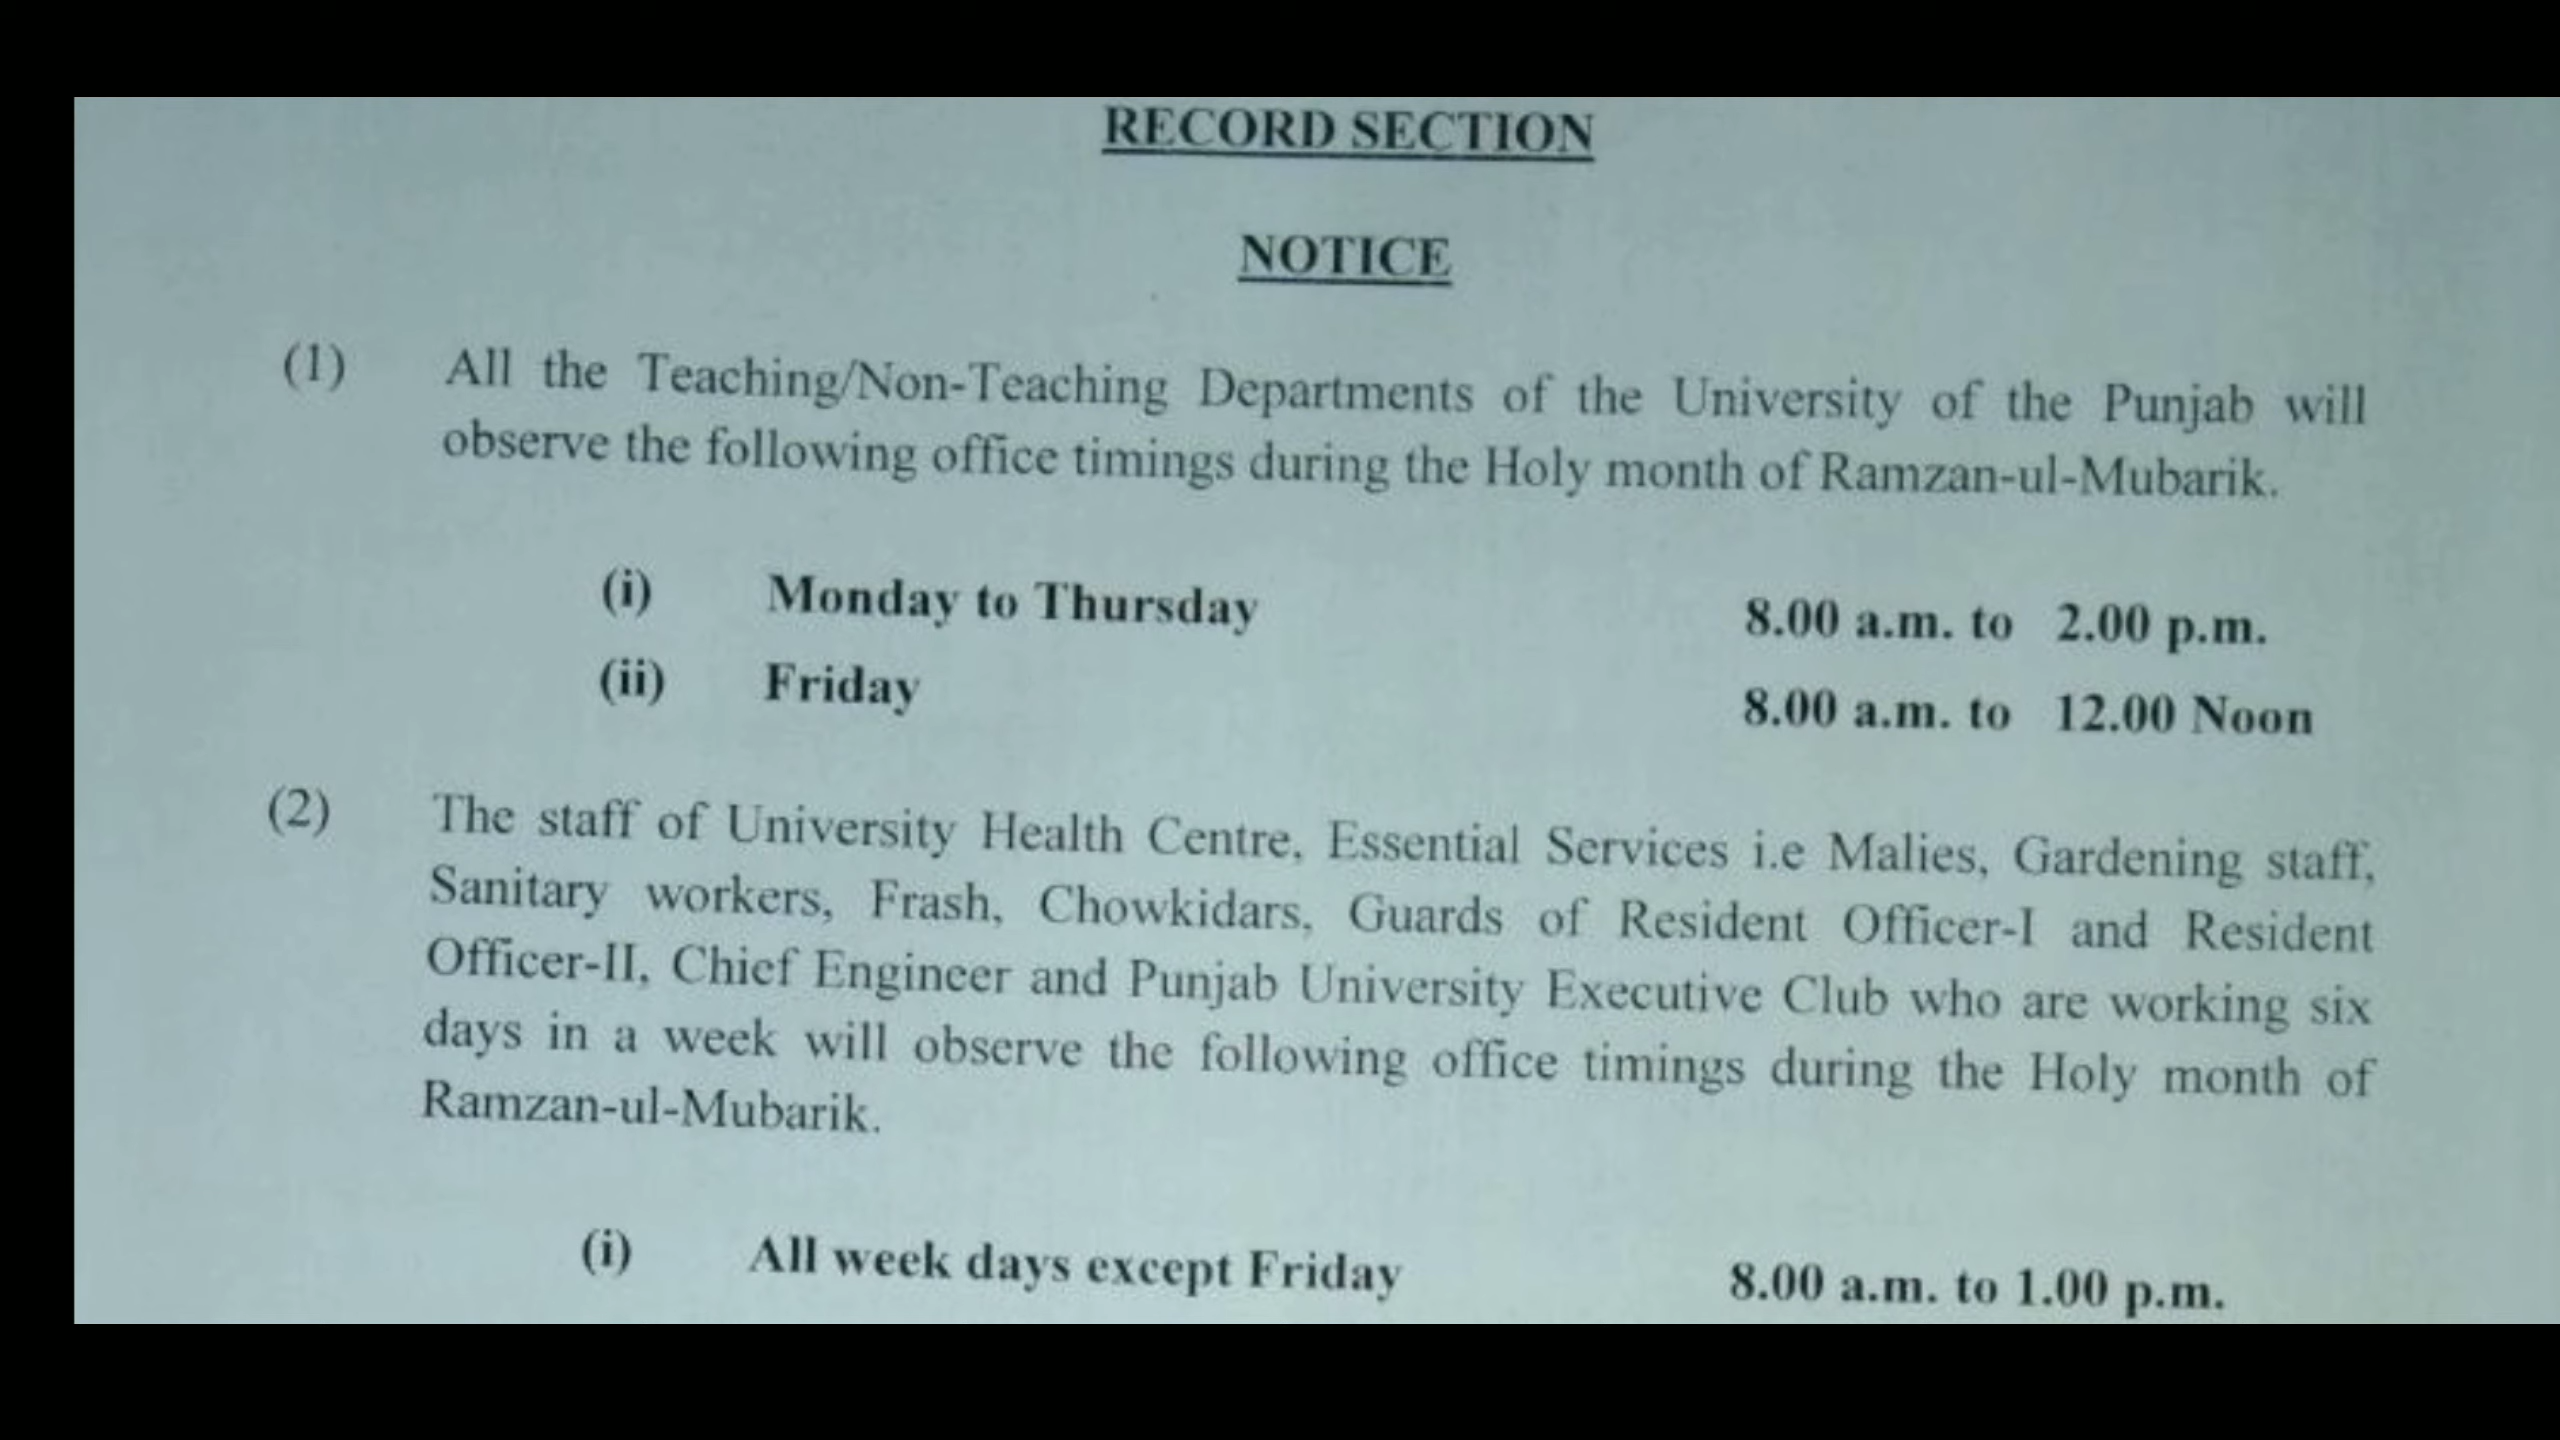 RECORD SECTION
NOTICE
(1) All the Teaching/Non-Teaching Departments of the University of the Punjab will
observe the following office timings during the Holy month of Ramzan-ul-Mubarik.
(i) Monday to Thursday 8.00 a.m. to 2.00 p.m.
(ii) Friday 8.00 a.m. to 12.00 Noon
(2) The staff of University Health Centre, Essential Services i.e Malies, Gardening staff,
Sanitary workers, Frash, Chowkidars, Guards of Resident Officer-I and Resident
Officer-II, Chief Engineer and Punjab University Executive Club who are working six
days in a week will observe the following office timings during the Holy month of
Ramzan-ul-Mubarik.
(i) All week days except Friday 8.00 a.m. to 1.00 p.m.